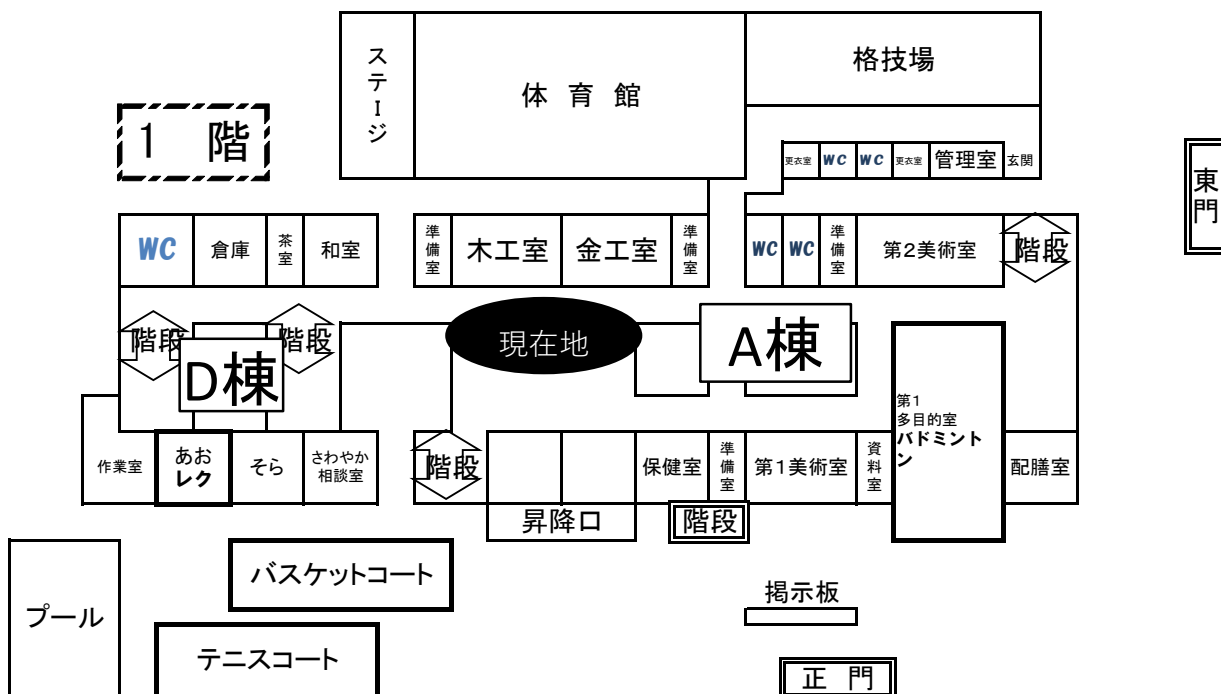 ステージ
体 育 館
格技場
1 階
更衣室
WC
WC
更衣室
管理室
玄関
東門
WC
倉庫
茶室
和室
準備室
木工室
金工室
準備室
WC
WC
準備室
第2美術室
階段
階段
階段
D棟
現在地
A棟
第1
多目的室
バドミント
ン
作業室
あお
レク
そら
さわやか
相談室
階段
保健室
準備室
第1美術室
資料室
配膳室
昇降口
階段
プール
バスケットコート
掲示板
テニスコート
正 門